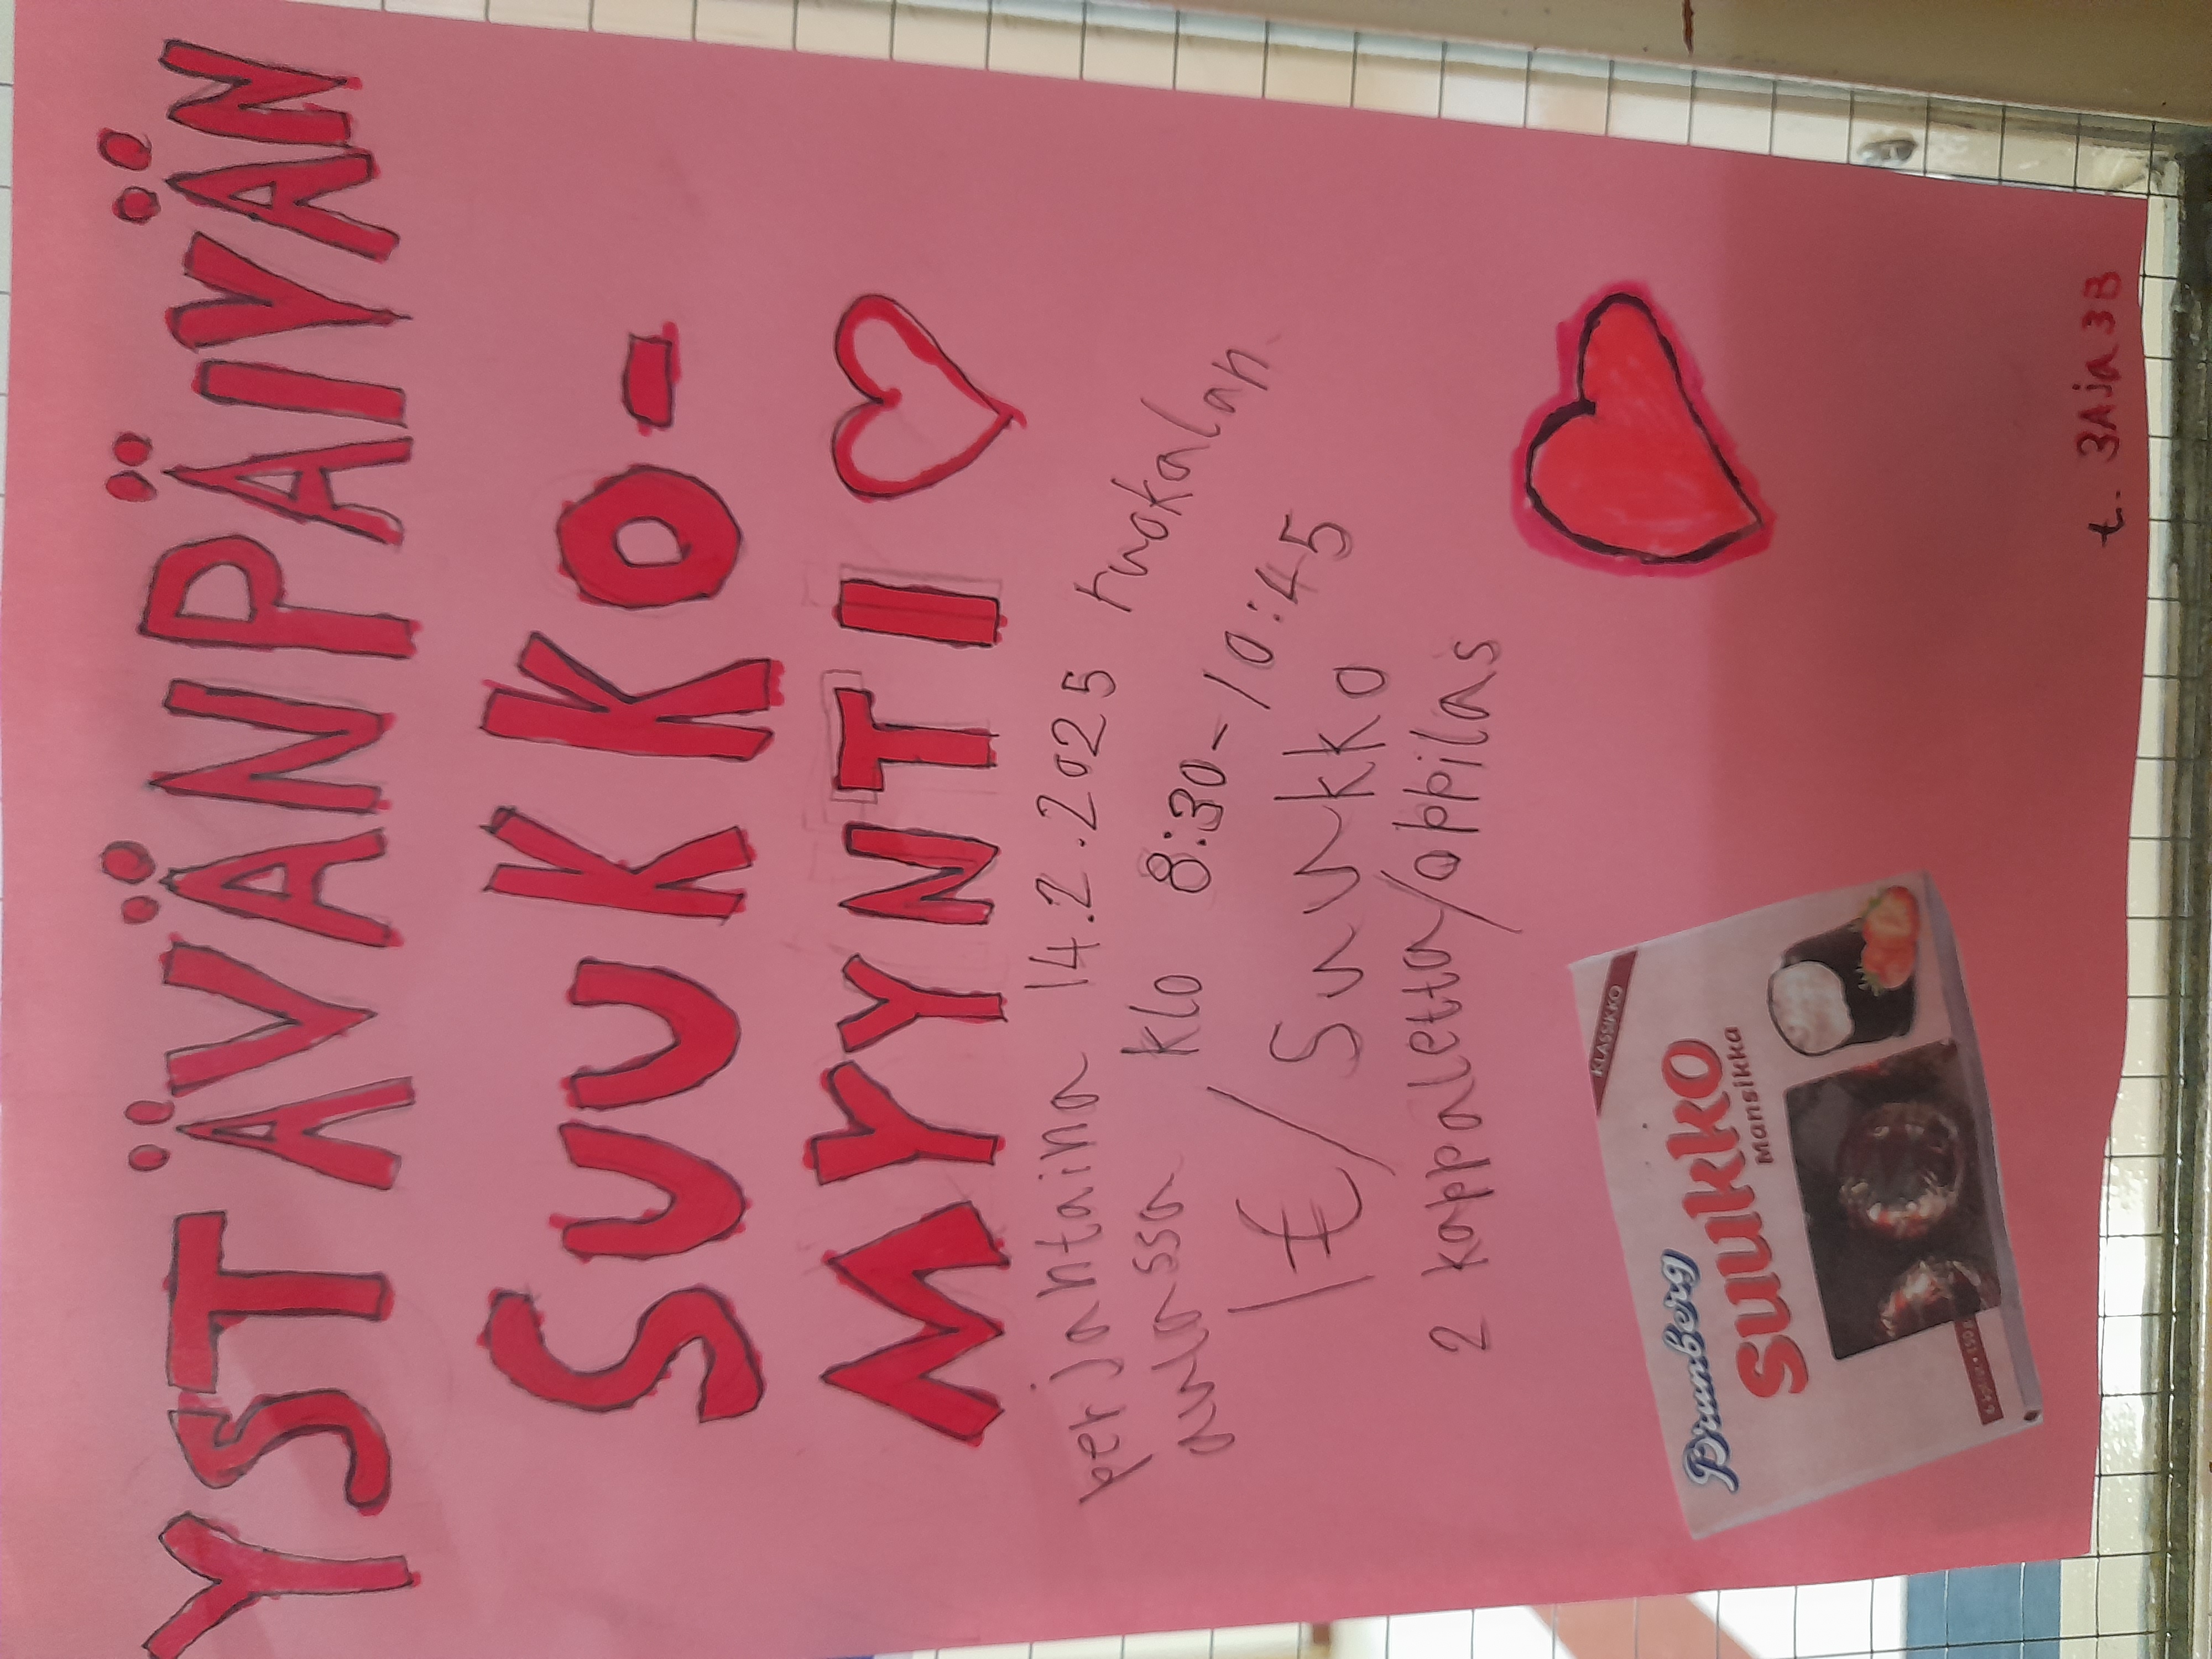 YSTÄVÄNPÄIVÄN
SUUKKO-
MYYNTI
perjantaina 14.2.2025 ruokalan
aulassa klo 8:30-10:45
1€/Suukko
2 kappaletta/oppilas
KLASSIKKO
Brunberg
Suukko
Mansikka
t. 3A ja 3B